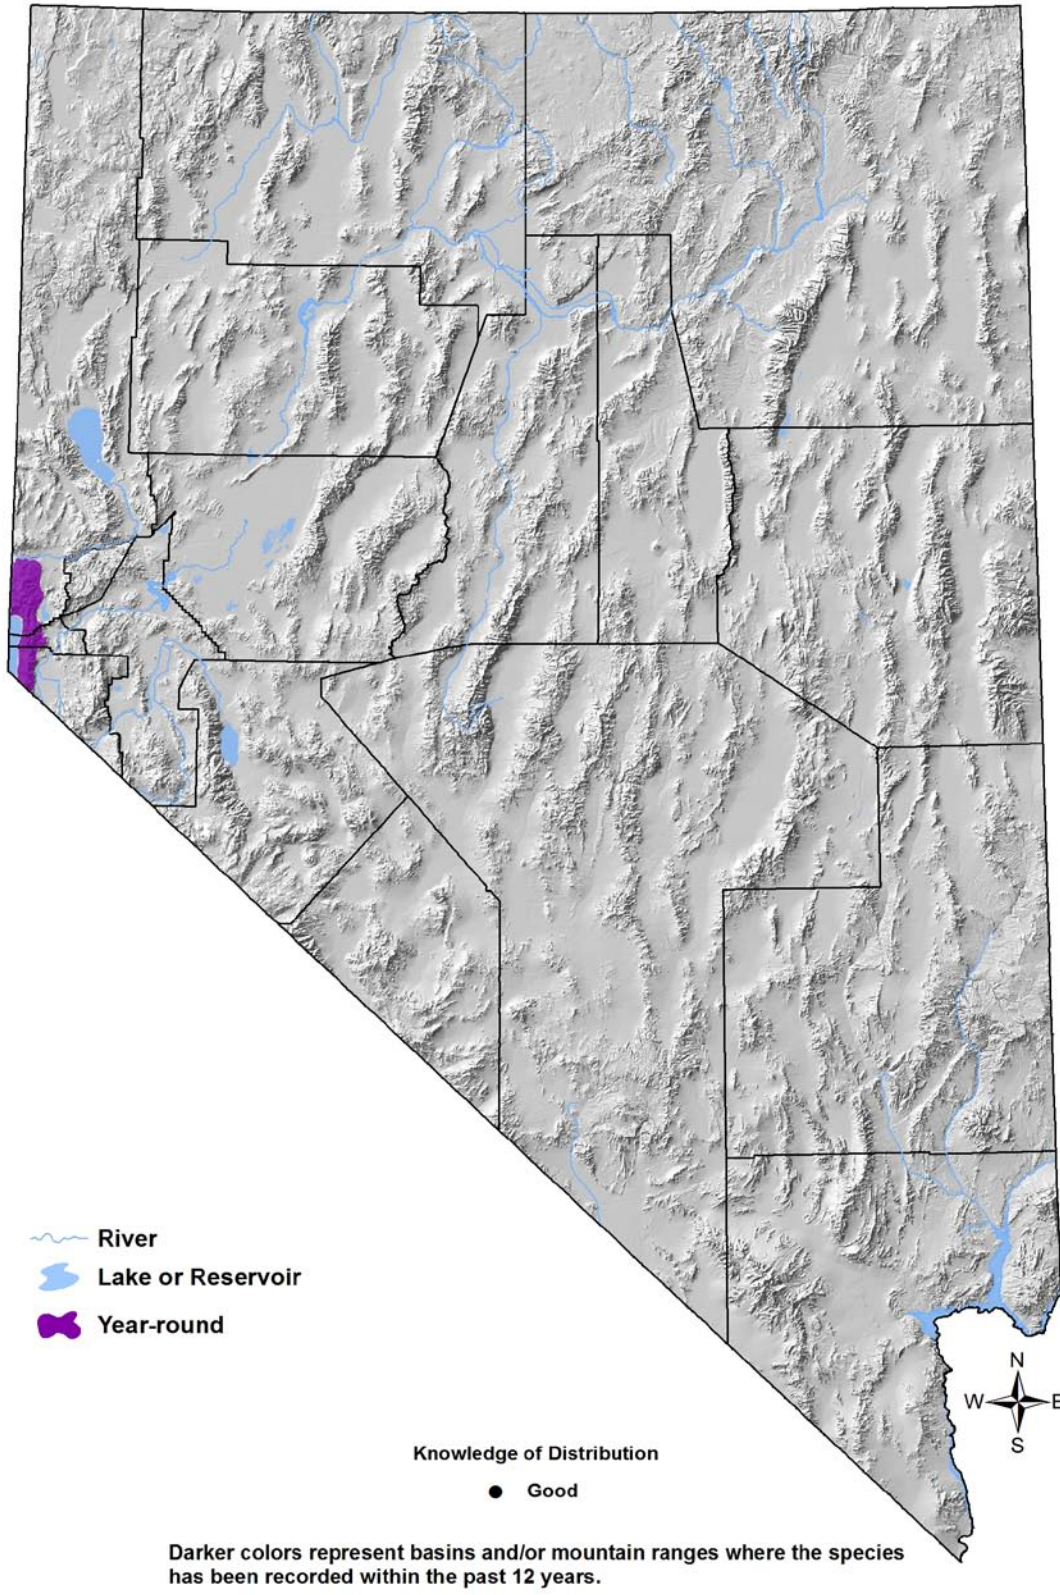 River
Lake or Reservoir
Year-round
N
W E
S
Knowledge of Distribution
Good
Darker colors represent basins and/or mountain ranges where the species
has been recorded within the past 12 years.